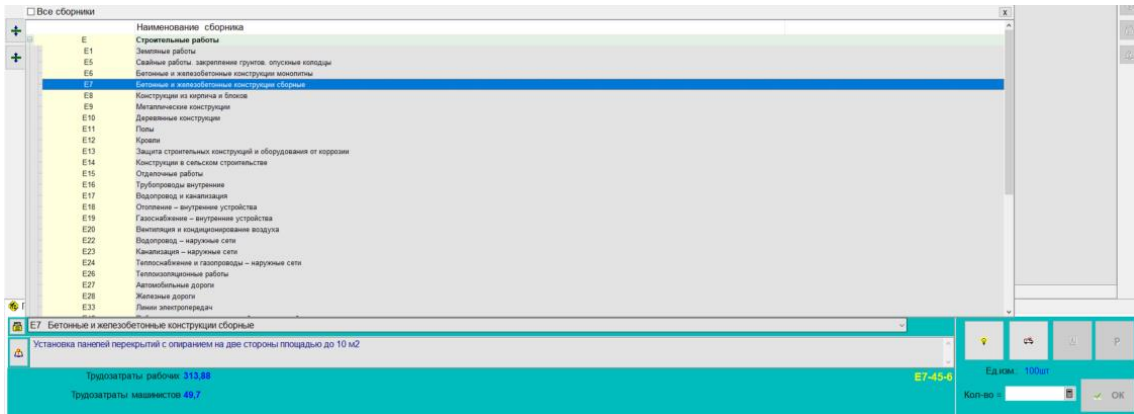 Все сборники
x
Наименование сборника
Е Строительные работы
Е1 Земляные работы
Е5 Свайные работы. закрепление грунтов. опускные колодцы
Е6 Бетонные и железобетонные конструкции монолитны
Е7 Бетонные и железобетонные конструкции сборные
Е8 Конструкции из кирпича и блоков
Е9 Металлические конструкции
Е10 Деревянные конструкции
Е11 Полы
Е12 Кровли
Е13 Защита строительных конструкций и оборудования от коррозии
Е14 Конструкции в сельском строительстве
Е15 Отделочные работы
Е16 Трубопроводы внутренние
Е17 Водопровод и канализация
Е18 Отопление – внутренние устройства
Е19 Газоснабжение – внутренние устройства
Е20 Вентиляция и кондиционирование воздуха
Е22 Водопровод – наружные сети
Е23 Канализация – наружные сети
Е24 Теплоснабжение и газопроводы – наружные сети
Е26 Теплоизоляционные работы
Е27 Автомобильные дороги
Е28 Железные дороги
Е33 Линии электропередач
Е7 Бетонные и железобетонные конструкции сборные
Установка панелей перекрытий с опиранием на две стороны площадью до 10 м2
Трудозатраты рабочих 313,88
Е7-45-6
Трудозатраты машинистов 49,7
Р
Ед.изм.: 100шт
Кол-во =
ОК